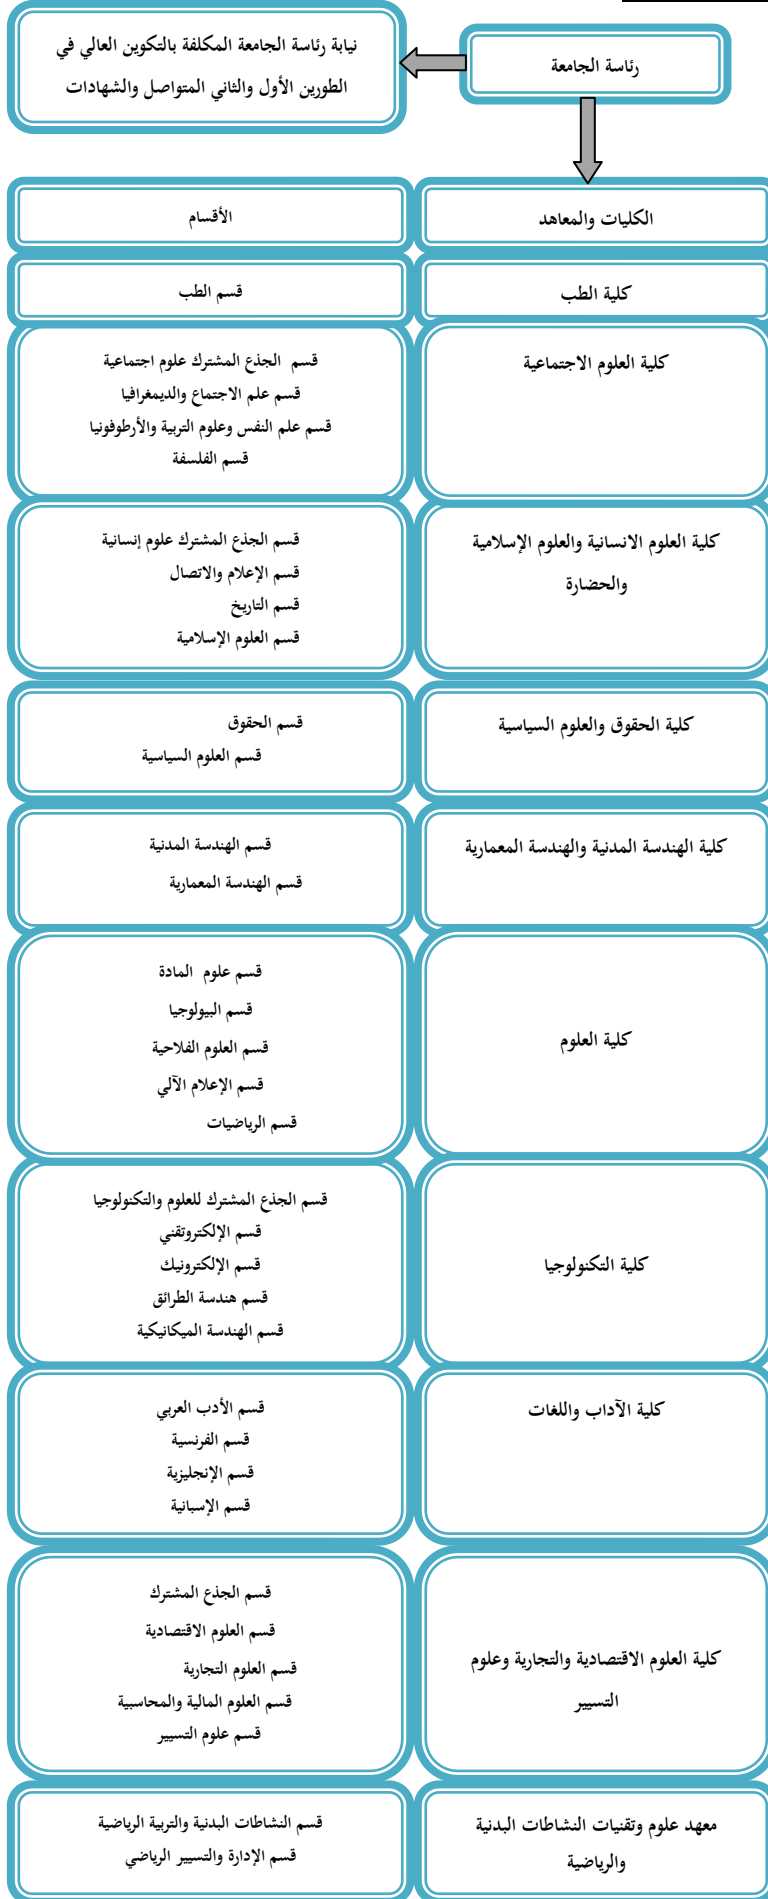 رئاسة الجامعة
نيابة رئاسة الجامعة المكلفة بالتكوين العالي في
الطورين الأول والثاني المتواصل والشهادات
الكليات والمعاهد
الأقسام
كلية الطب
قسم الطب
كلية العلوم الاجتماعية
قسم الجذع المشترك علوم اجتماعية
قسم علم الاجتماع والديمغرافيا
قسم علم النفس وعلوم التربية والأرطوفونيا
قسم الفلسفة
كلية العلوم الانسانية والعلوم الإسلامية
والحضارة
قسم الجذع المشترك علوم إنسانية
قسم الإعلام والاتصال
قسم التاريخ
قسم العلوم الإسلامية
كلية الحقوق والعلوم السياسية
قسم الحقوق
قسم العلوم السياسية
كلية الهندسة المدنية والهندسة المعمارية
قسم الهندسة المدنية
قسم الهندسة المعمارية
كلية العلوم
قسم علوم المادة
قسم البيولوجيا
قسم العلوم الفلاحية
قسم الإعلام الآلي
قسم الرياضيات
كلية التكنولوجيا
قسم الجذع المشترك للعلوم والتكنولوجيا
قسم الإلكتروتقني
قسم الإلكترونيك
قسم هندسة الطرائق
قسم الهندسة الميكانيكية
كلية الآداب واللغات
قسم الأدب العربي
قسم الفرنسية
قسم الإنجليزية
قسم الإسبانية
كلية العلوم الاقتصادية والتجارية وعلوم
التسيير
قسم الجذع المشترك
قسم العلوم الاقتصادية
قسم العلوم التجارية
قسم العلوم المالية والمحاسبية
قسم علوم التسيير
معهد علوم وتقنيات النشاطات البدنية
والرياضية
قسم النشاطات البدنية والتربية الرياضية
قسم الإدارة والتسيير الرياضي